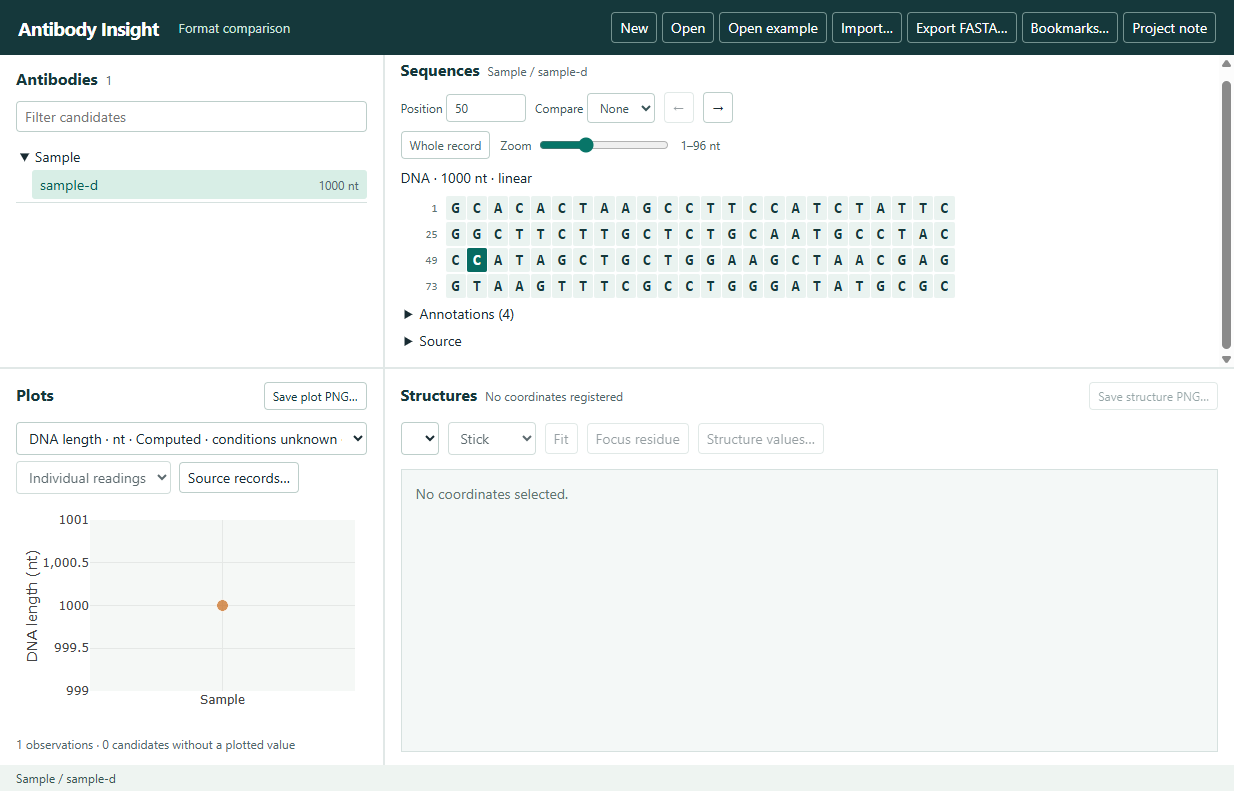 Antibody Insight Format comparison New Open Open example Import... Export FASTA... Bookmarks... Project note
Antibodies 1
Filter candidates
▼ Sample
sample-d 1000 nt
Sequences Sample / sample-d
Position 50 Compare None ← →
Whole record Zoom 1–96 nt
DNA · 1000 nt · linear
1 G C A C A C T A A G C C T T C C A T C T A T T C
25 G G C T T C T T G C T C T G C A A T G C C T A C
49 C C A T A G C T G C T G G A A G C T A A C G A G
73 G T A A G T T T C G C C T G G G A T A T G C G C
▶ Annotations (4)
▶ Source
Plots Save plot PNG...
DNA length · nt · Computed · conditions unknown
Individual readings Source records...
1001
1,000.5
1000
999.5
999
DNA length (nt)
Sample
1 observations · 0 candidates without a plotted value
Structures No coordinates registered Save structure PNG...
Stick Fit Focus residue Structure values...
No coordinates selected.
Sample / sample-d